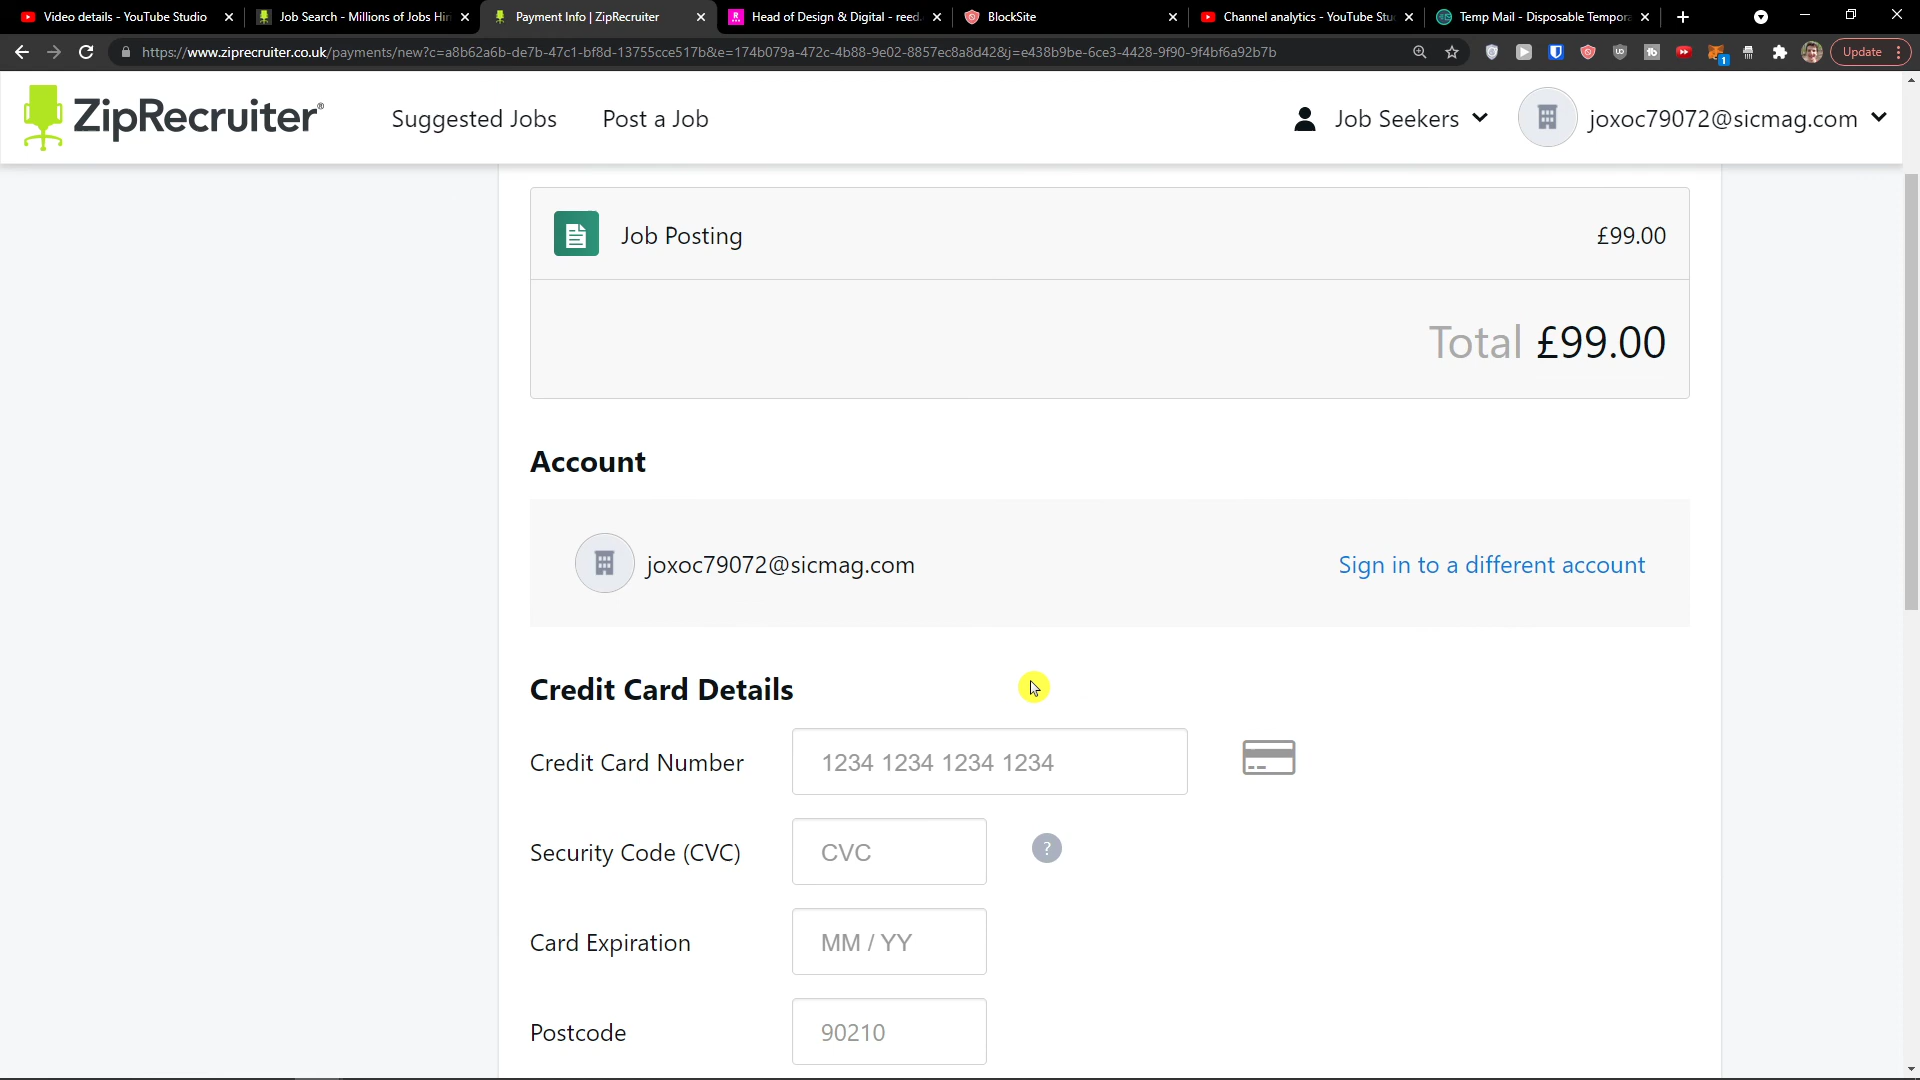 Video details - YouTube Studio
Job Search - Millions of Jobs Hir
Payment Info | ZipRecruiter
Head of Design & Digital - reed.
BlockSite
Channel analytics - YouTube Stu
Temp Mail - Disposable Tempora
https://www.ziprecruiter.co.uk/payments/new?c=a8b62a6b-de7b-47c1-bf8d-13755cce517b&e=174b079a-472c-4b88-9e02-8857ec8a8d42&j=e438b9be-6ce3-4428-9f90-9f4bf6a92b7b
1
Update
ZipRecruiter®
Suggested Jobs
Post a Job
Job Seekers
joxoc79072@sicmag.com
Job Posting
£99.00
Total £99.00
Account
joxoc79072@sicmag.com
Sign in to a different account
Credit Card Details
Credit Card Number
1234 1234 1234 1234
Security Code (CVC)
CVC
?
Card Expiration
MM / YY
Postcode
90210